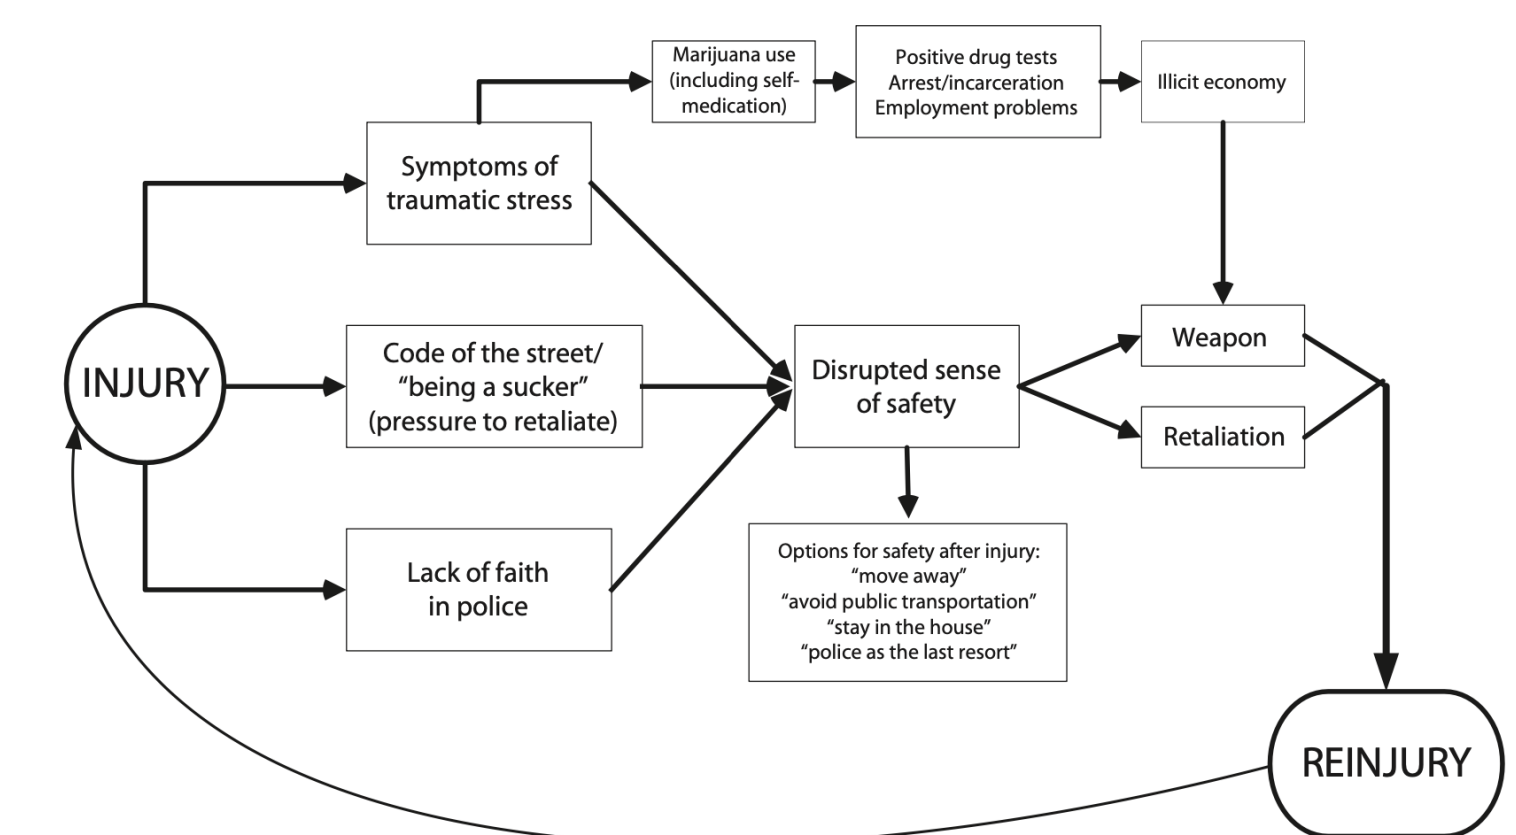 Marijuana use
(including self-
medication)
Positive drug tests
Arrest/incarceration
Employment problems
Illicit economy
Symptoms of
traumatic stress
INJURY
Code of the street/
“being a sucker”
(pressure to retaliate)
Disrupted sense
of safety
Weapon
Retaliation
Lack of faith
in police
Options for safety after injury:
“move away”
“avoid public transportation”
“stay in the house”
“police as the last resort”
REINJURY